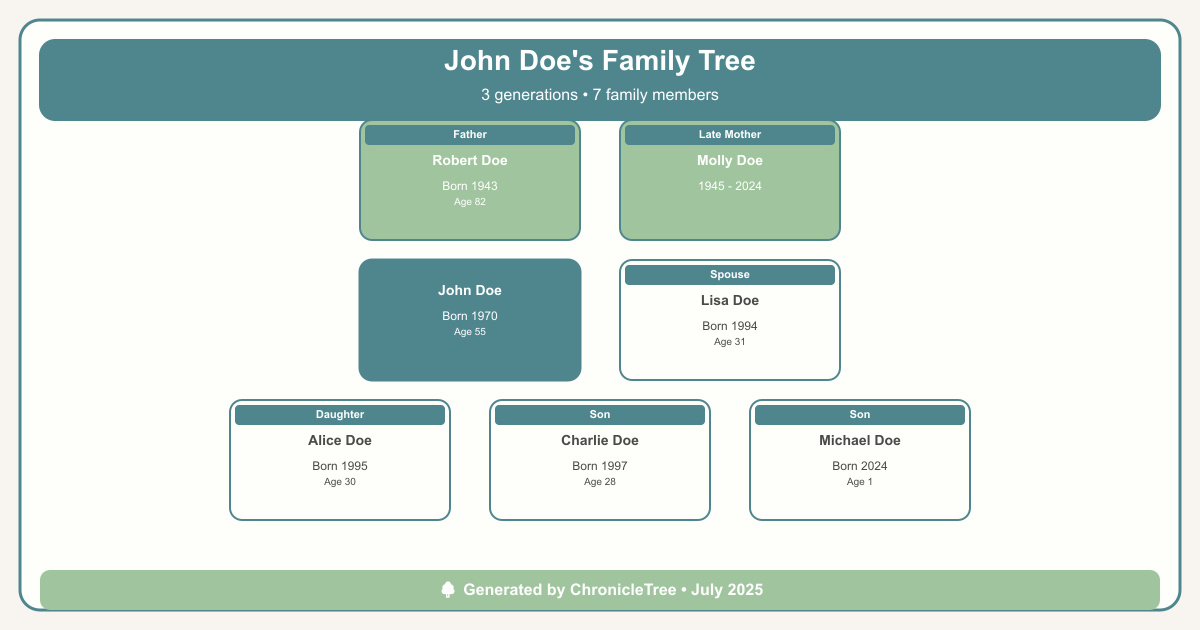 John Doe's Family Tree
3 generations • 7 family members
Father
Robert Doe
Born 1943
Age 82
Late Mother
Molly Doe
1945 - 2024
John Doe
Born 1970
Age 55
Spouse
Lisa Doe
Born 1994
Age 31
Daughter
Alice Doe
Born 1995
Age 30
Son
Charlie Doe
Born 1997
Age 28
Son
Michael Doe
Born 2024
Age 1
Generated by ChronicleTree • July 2025